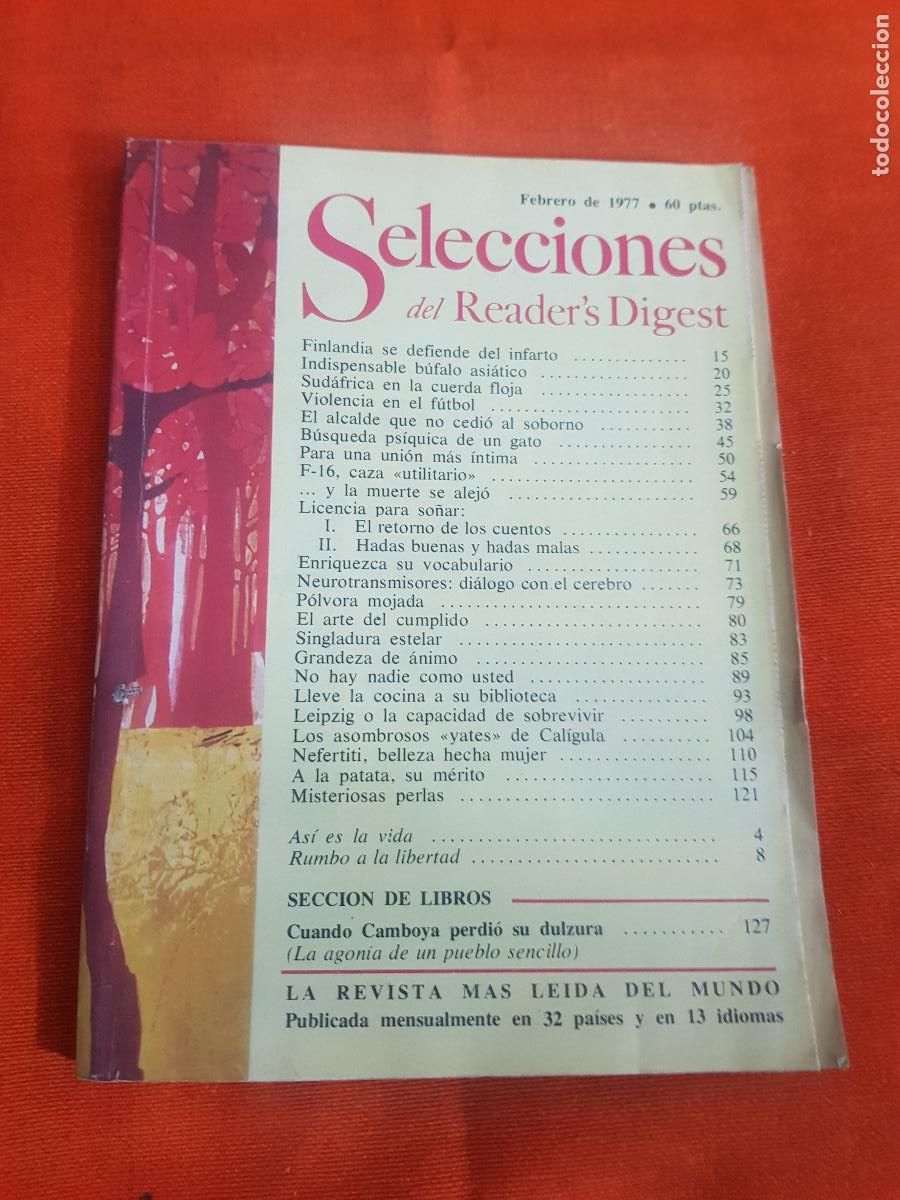 Febrero de 1977 • 60 ptas.
Selecciones
del Reader's Digest
Finlandia se defiende del infarto .............. 15
Indispensable búfalo asiático .................. 20
Sudáfrica en la cuerda floja .................. 25
Violencia en el fútbol ....................... 32
El alcalde que no cedió al soborno ........... 38
Búsqueda psíquica de un gato ................ 45
Para una unión más íntima .................... 50
F-16, caza «utilitario» ........................ 54
... y la muerte se alejó ....................... 59
Licencia para soñar:
I. El retorno de los cuentos ................ 66
II. Hadas buenas y hadas malas ............ 68
Enriquezca su vocabulario .................... 71
Neurotransmisores: diálogo con el cerebro ...... 73
Pólvora mojada ............................. 79
El arte del cumplido ......................... 80
Singladura estelar ........................... 83
Grandeza de ánimo .......................... 85
No hay nadie como usted .................... 89
Lleve la cocina a su biblioteca ................ 93
Leipzig o la capacidad de sobrevivir .......... 98
Los asombrosos «yates» de Calígula .......... 104
Nefertiti, belleza hecha mujer ................ 110
A la patata, su mérito ....................... 115
Misteriosas perlas ........................... 121
Así es la vida ................................ 4
Rumbo a la libertad ........................... 8
SECCION DE LIBROS
Cuando Camboya perdió su dulzura ........... 127
(La agonía de un pueblo sencillo)
LA REVISTA MAS LEIDA DEL MUNDO
Publicada mensualmente en 32 países y en 13 idiomas
todocoleccion